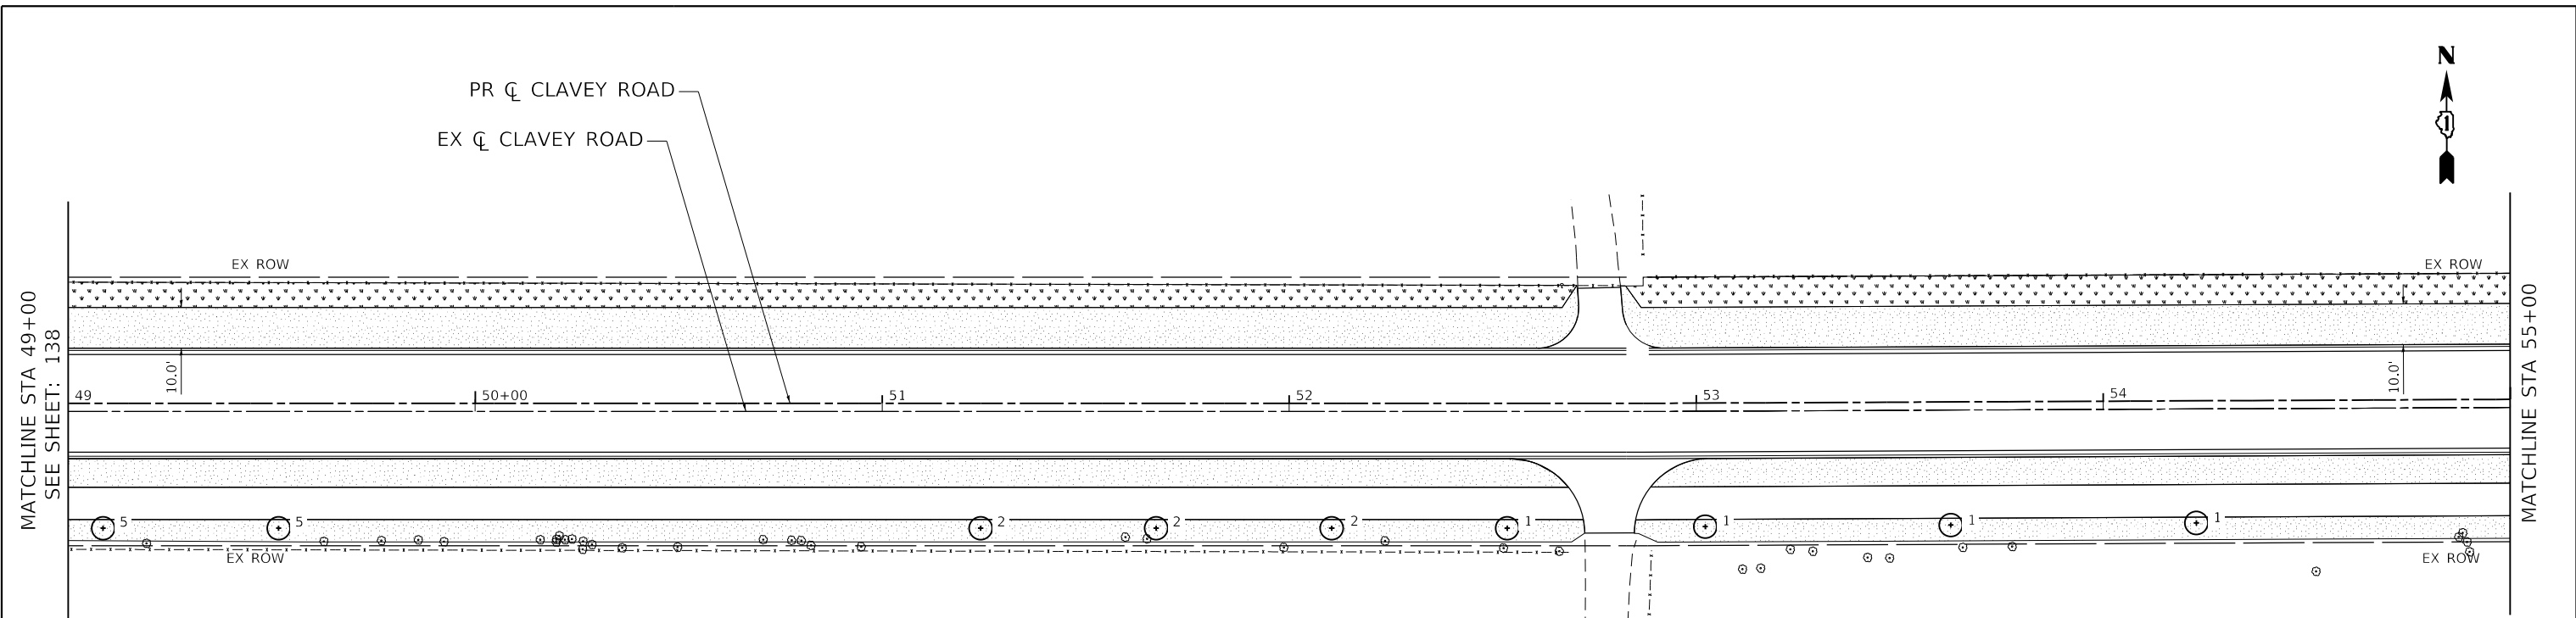 N
PR ℄ CLAVEY ROAD
EX ℄ CLAVEY ROAD
EX ROW
EX ROW
MATCHLINE STA 49+00
SEE SHEET: 138
10.0'
10.0'
49
50+00
51
52
53
54
MATCHLINE STA 55+00
5
5
2
2
2
1
1
1
1
EX ROW
EX ROW